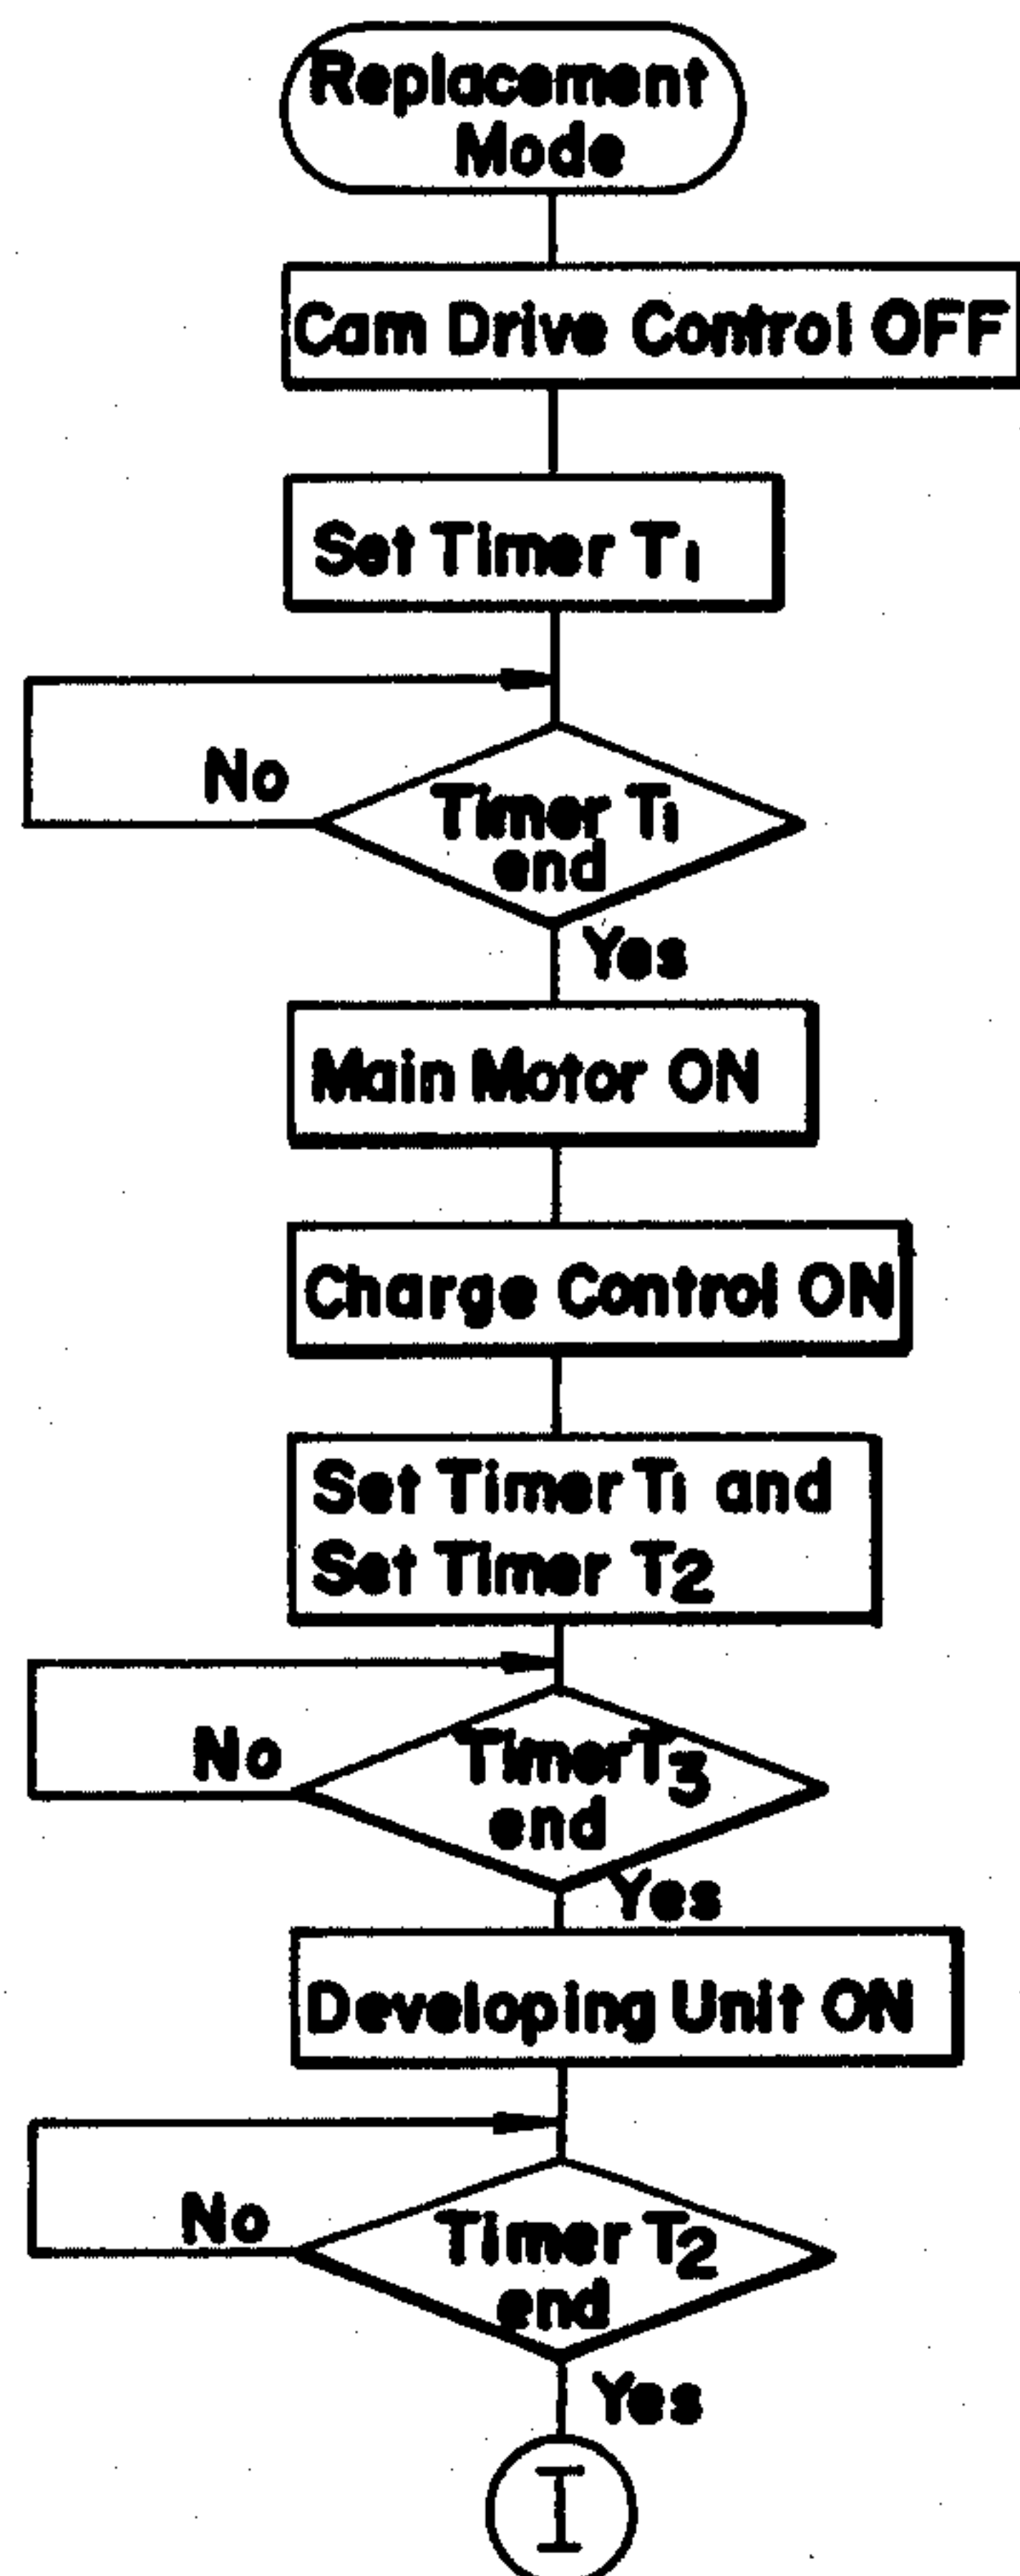 Replacement
Mode
Cam Drive Control OFF
Set Timer T1
No
Timer T1
end
Yes
Main Motor ON
Charge Control ON
Set Timer T1 and
Set Timer T2
No
Timer T3
end
Yes
Developing Unit ON
No
Timer T2
end
Yes
I